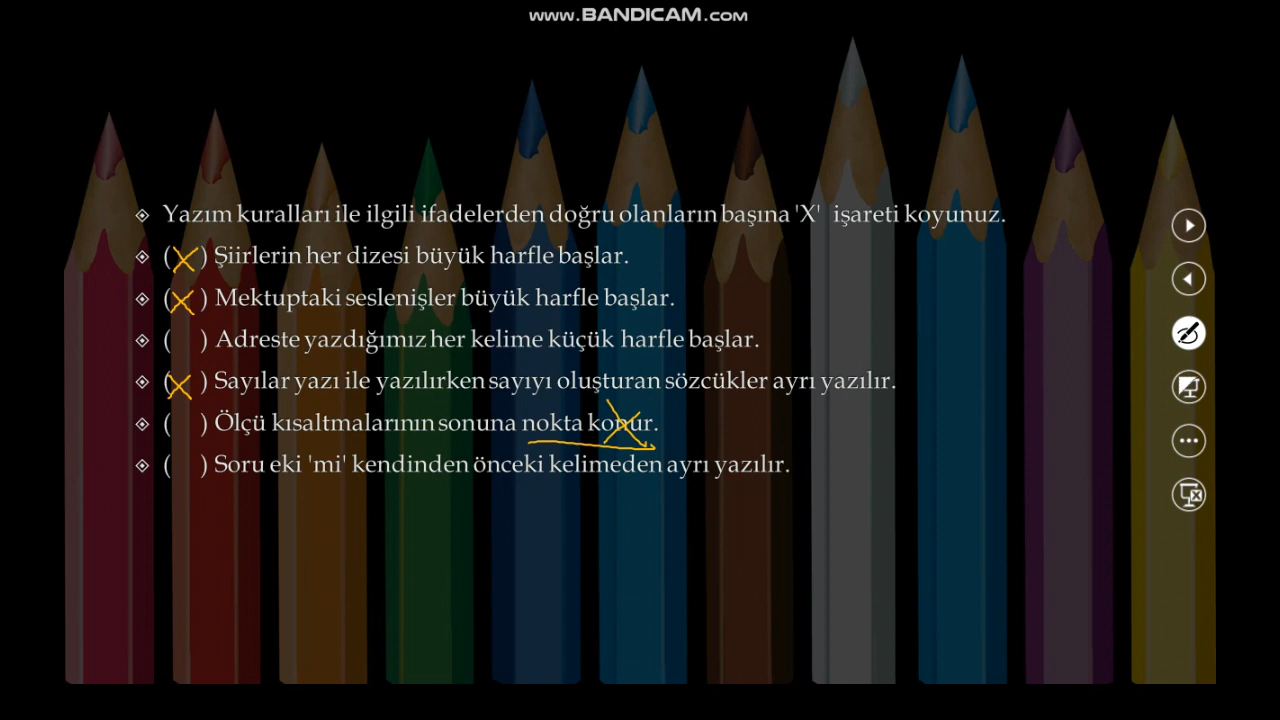 www.BANDICAM.com
Yazım kuralları ile ilgili ifadelerden doğru olanların başına 'X' işareti koyunuz.
(X) Şiirlerin her dizesi büyük harfle başlar.
(X) Mektuptaki seslenişler büyük harfle başlar.
( ) Adreste yazdığımız her kelime küçük harfle başlar.
(X) Sayılar yazı ile yazılırken sayıyı oluşturan sözcükler ayrı yazılır.
( ) Ölçü kısaltmalarının sonuna nokta konur.
( ) Soru eki 'mi' kendinden önceki kelimeden ayrı yazılır.